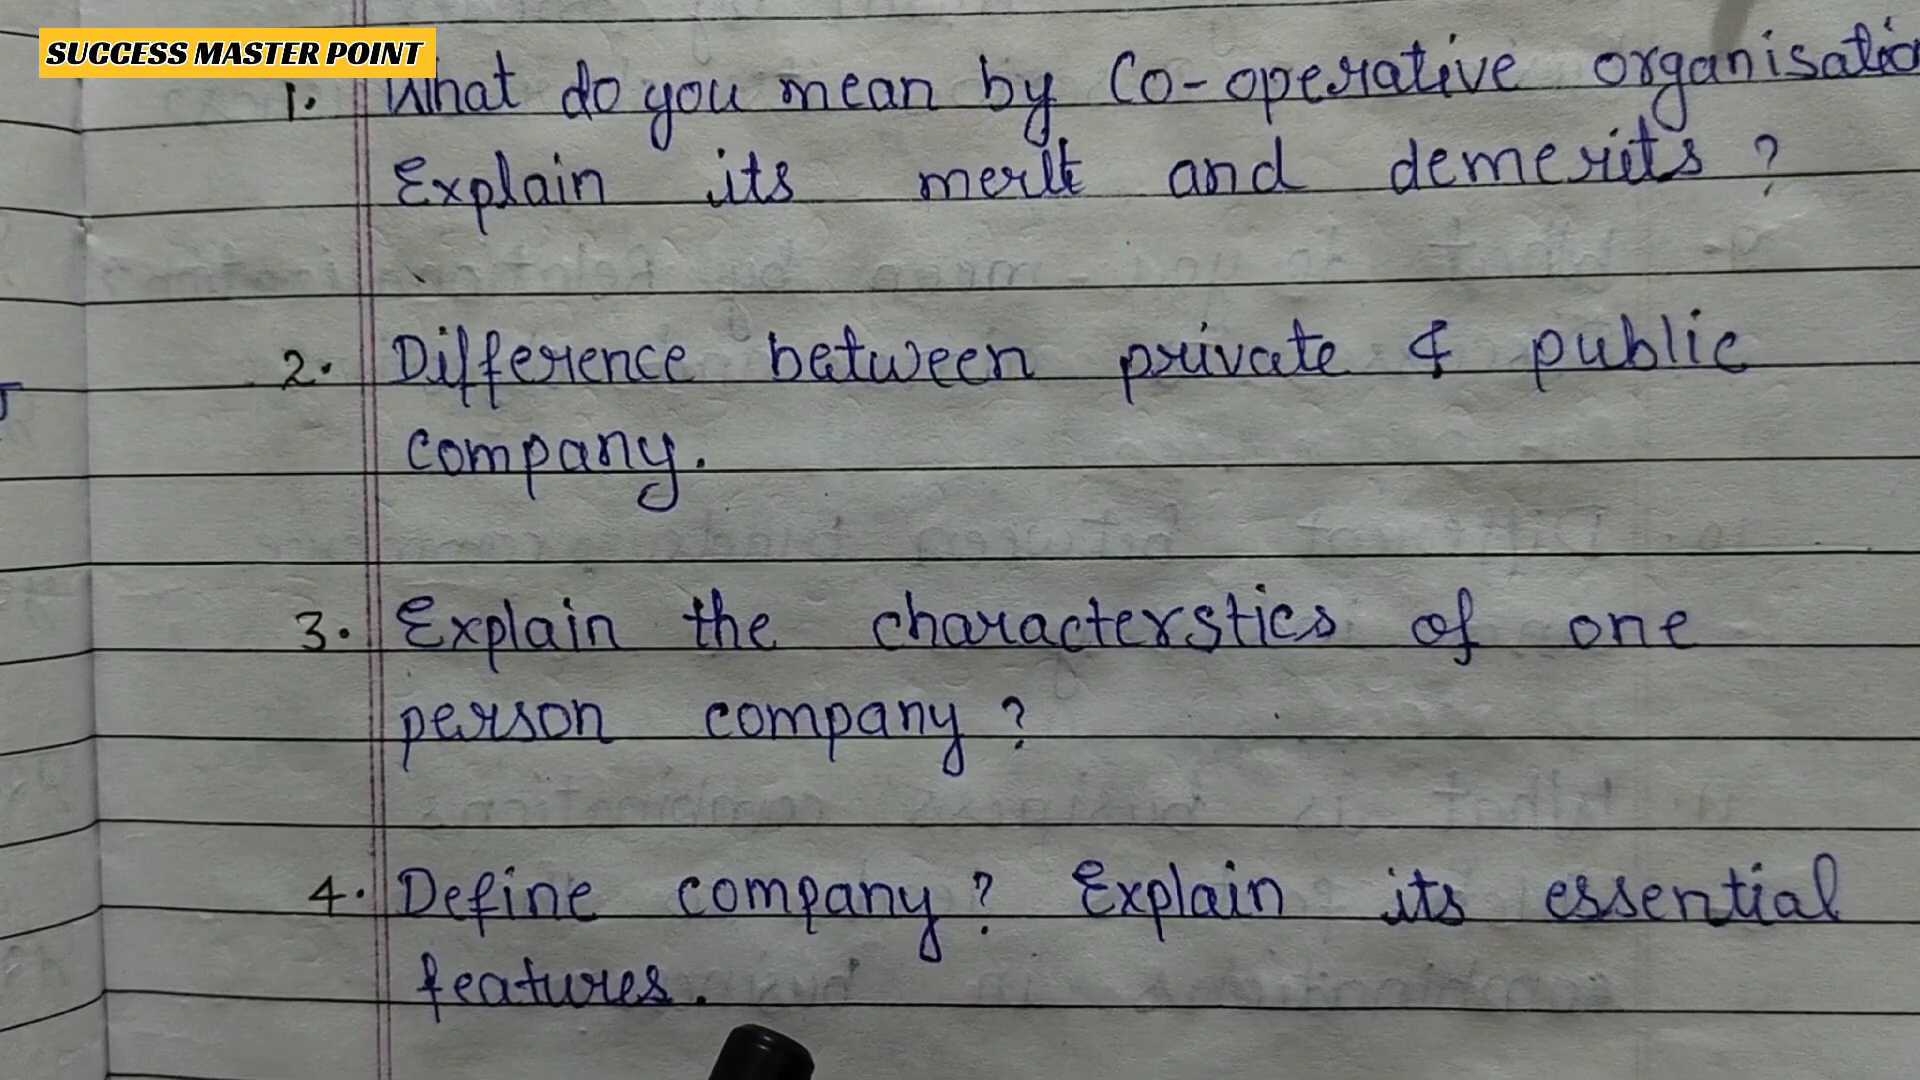 SUCCESS MASTER POINT
1. What do you mean by Co-operative organisatio
Explain its merit and demerits ?
2. Difference between private & public
company.
3. Explain the characterstics of one
person company ?
4. Define company ? Explain its essential
features.